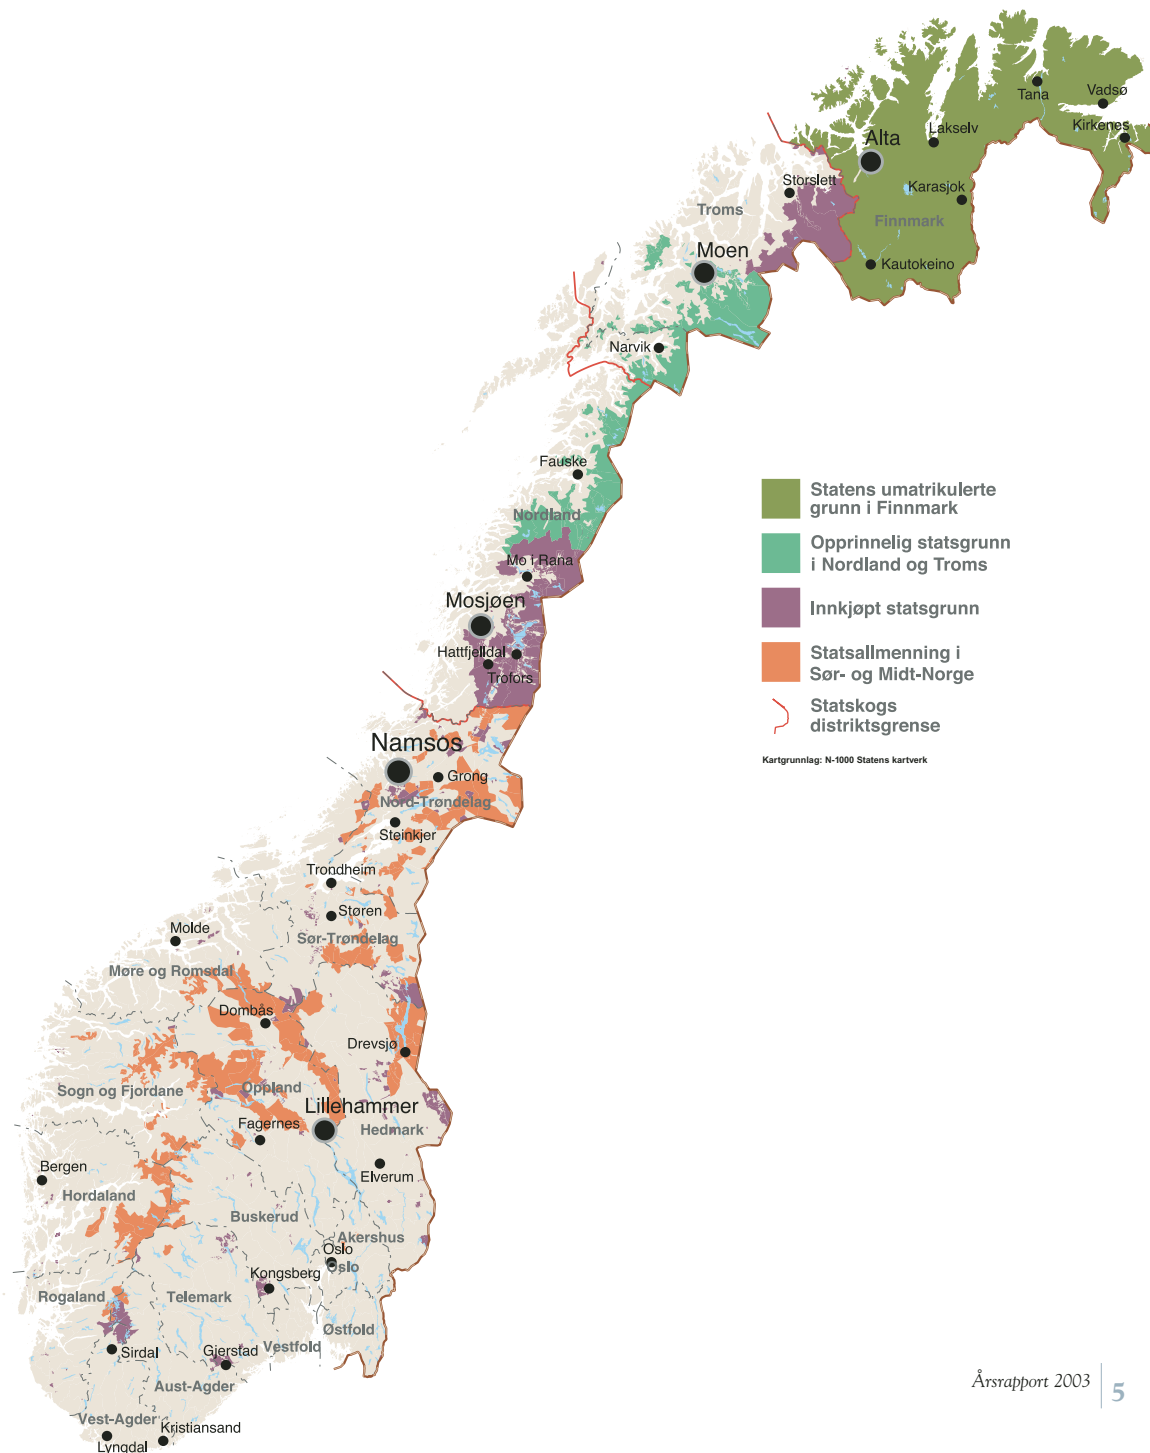 Tana
Vadsø
Kirkenes
Lakselv
Alta
Storslett
Karasjok
Troms
Finnmark
Moen
Kautokeino
Narvik
Fauske
Nordland
Mo i Rana
Mosjøen
Hattfjelldal
Trofors
Statens umatrikulerte
grunn i Finnmark
Opprinnelig statsgrunn
i Nordland og Troms
Innkjøpt statsgrunn
Statsallmenning i
Sør- og Midt-Norge
Statskogs
distriktsgrense
Kartgrunnlag: N-1000 Statens kartverk
Namsos
Grong
Nord-Trøndelag
Steinkjer
Trondheim
Støren
Molde
Sør-Trøndelag
Møre og Romsdal
Dombås
Drevsjø
Sogn og Fjordane
Oppland
Lillehammer
Fagernes
Hedmark
Bergen
Elverum
Hordaland
Buskerud
Akershus
Oslo
Oslo
Kongsberg
Rogaland
Telemark
Østfold
Vestfold
Sirdal
Gjerstad
Aust-Agder
Vest-Agder
Kristiansand
Lyngdal
Årsrapport 2003
5